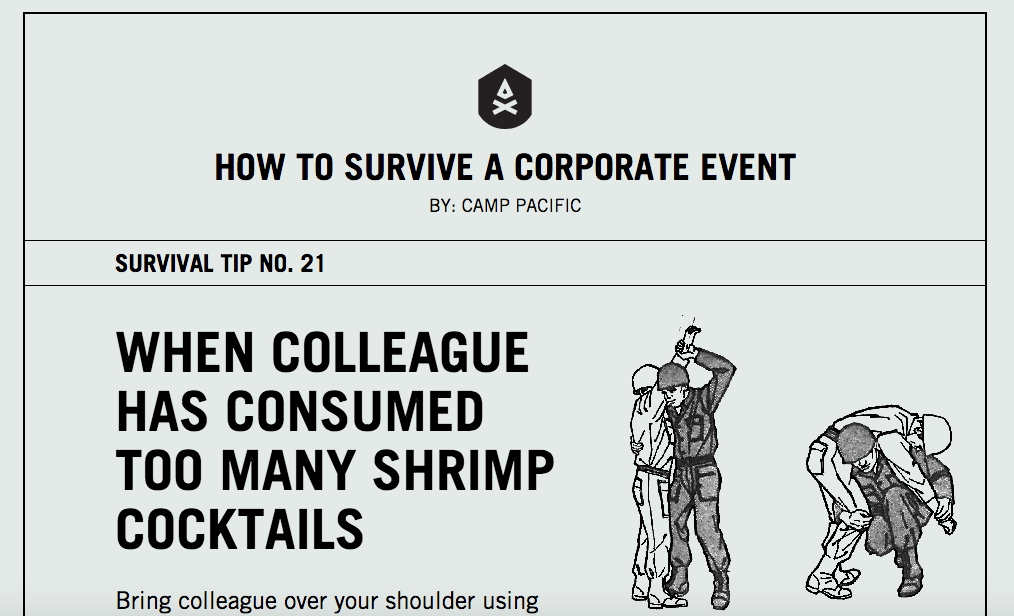 HOW TO SURVIVE A CORPORATE EVENT
BY: CAMP PACIFIC
SURVIVAL TIP NO. 21
WHEN COLLEAGUE
HAS CONSUMED
TOO MANY SHRIMP
COCKTAILS
Bring colleague over your shoulder using